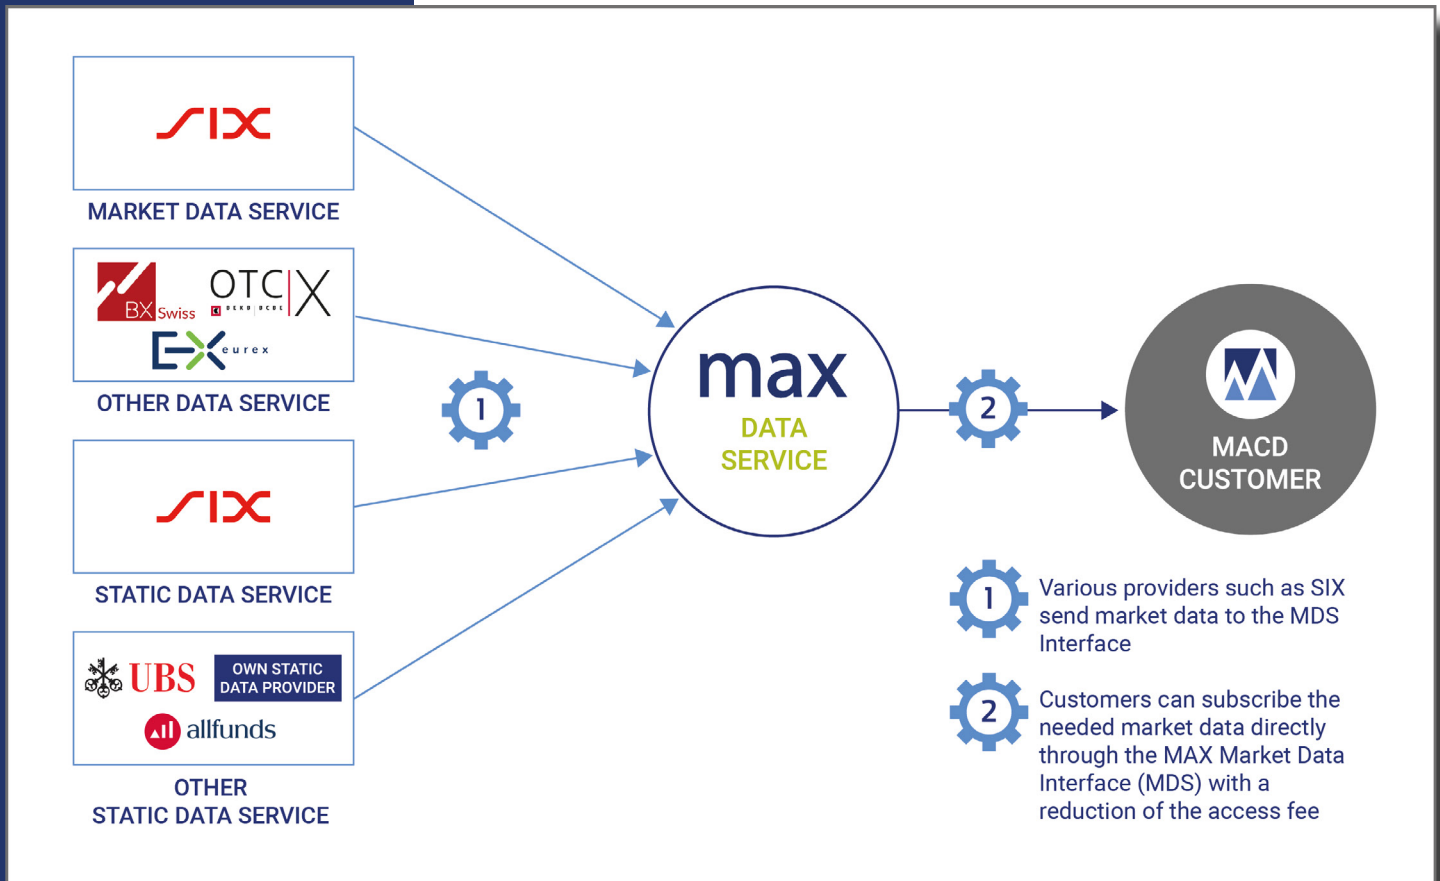 SIX
MARKET DATA SERVICE
BX Swiss
OTC|X
eurex
OTHER DATA SERVICE
SIX
STATIC DATA SERVICE
UBS
OWN STATIC
DATA PROVIDER
allfunds
OTHER
STATIC DATA SERVICE
1
max
DATA
SERVICE
2
MACD
CUSTOMER
1
Various providers such as SIX
send market data to the MDS
Interface
2
Customers can subscribe the
needed market data directly
through the MAX Market Data
Interface (MDS) with a
reduction of the access fee